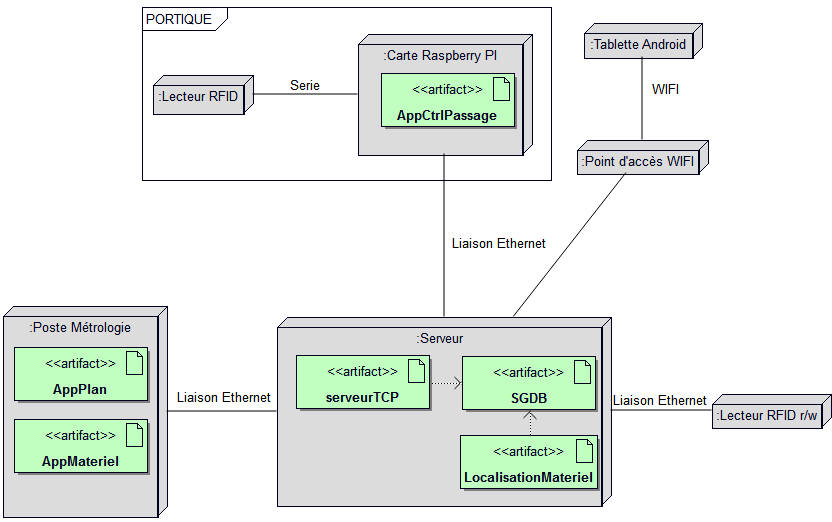 PORTIQUE
:Carte Raspberry PI
<<artifact>>
AppCtrlPassage
:Lecteur RFID
Serie
:Tablette Android
WIFI
:Point d'accès WIFI
Liaison Ethernet
:Poste Métrologie
<<artifact>>
AppPlan
<<artifact>>
AppMateriel
Liaison Ethernet
:Serveur
<<artifact>>
serveurTCP
<<artifact>>
SGDB
<<artifact>>
LocalisationMateriel
Liaison Ethernet
:Lecteur RFID r/w